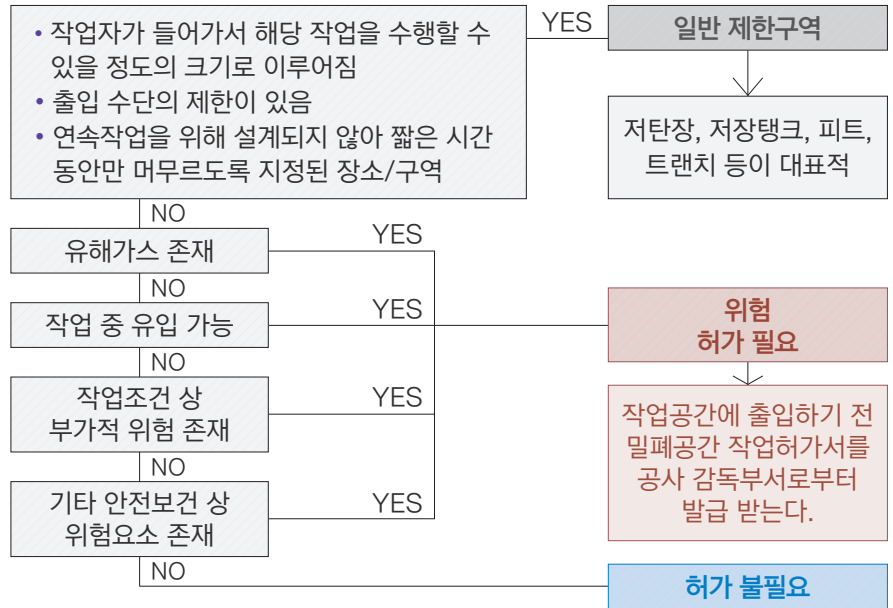 • 작업자가 들어가서 해당 작업을 수행할 수
있을 정도의 크기로 이루어짐
• 출입 수단의 제한이 있음
• 연속작업을 위해 설계되지 않아 짧은 시간
동안만 머무르도록 지정된 장소/구역
YES
일반 제한구역
저탄장, 저장탱크, 피트,
트랜치 등이 대표적
NO
유해가스 존재
YES
NO
작업 중 유입 가능
YES
위험
허가 필요
NO
작업조건 상
부가적 위험 존재
YES
작업공간에 출입하기 전
밀폐공간 작업허가서를
공사 감독부서로부터
발급 받는다.
NO
기타 안전보건 상
위험요소 존재
YES
NO
허가 불필요